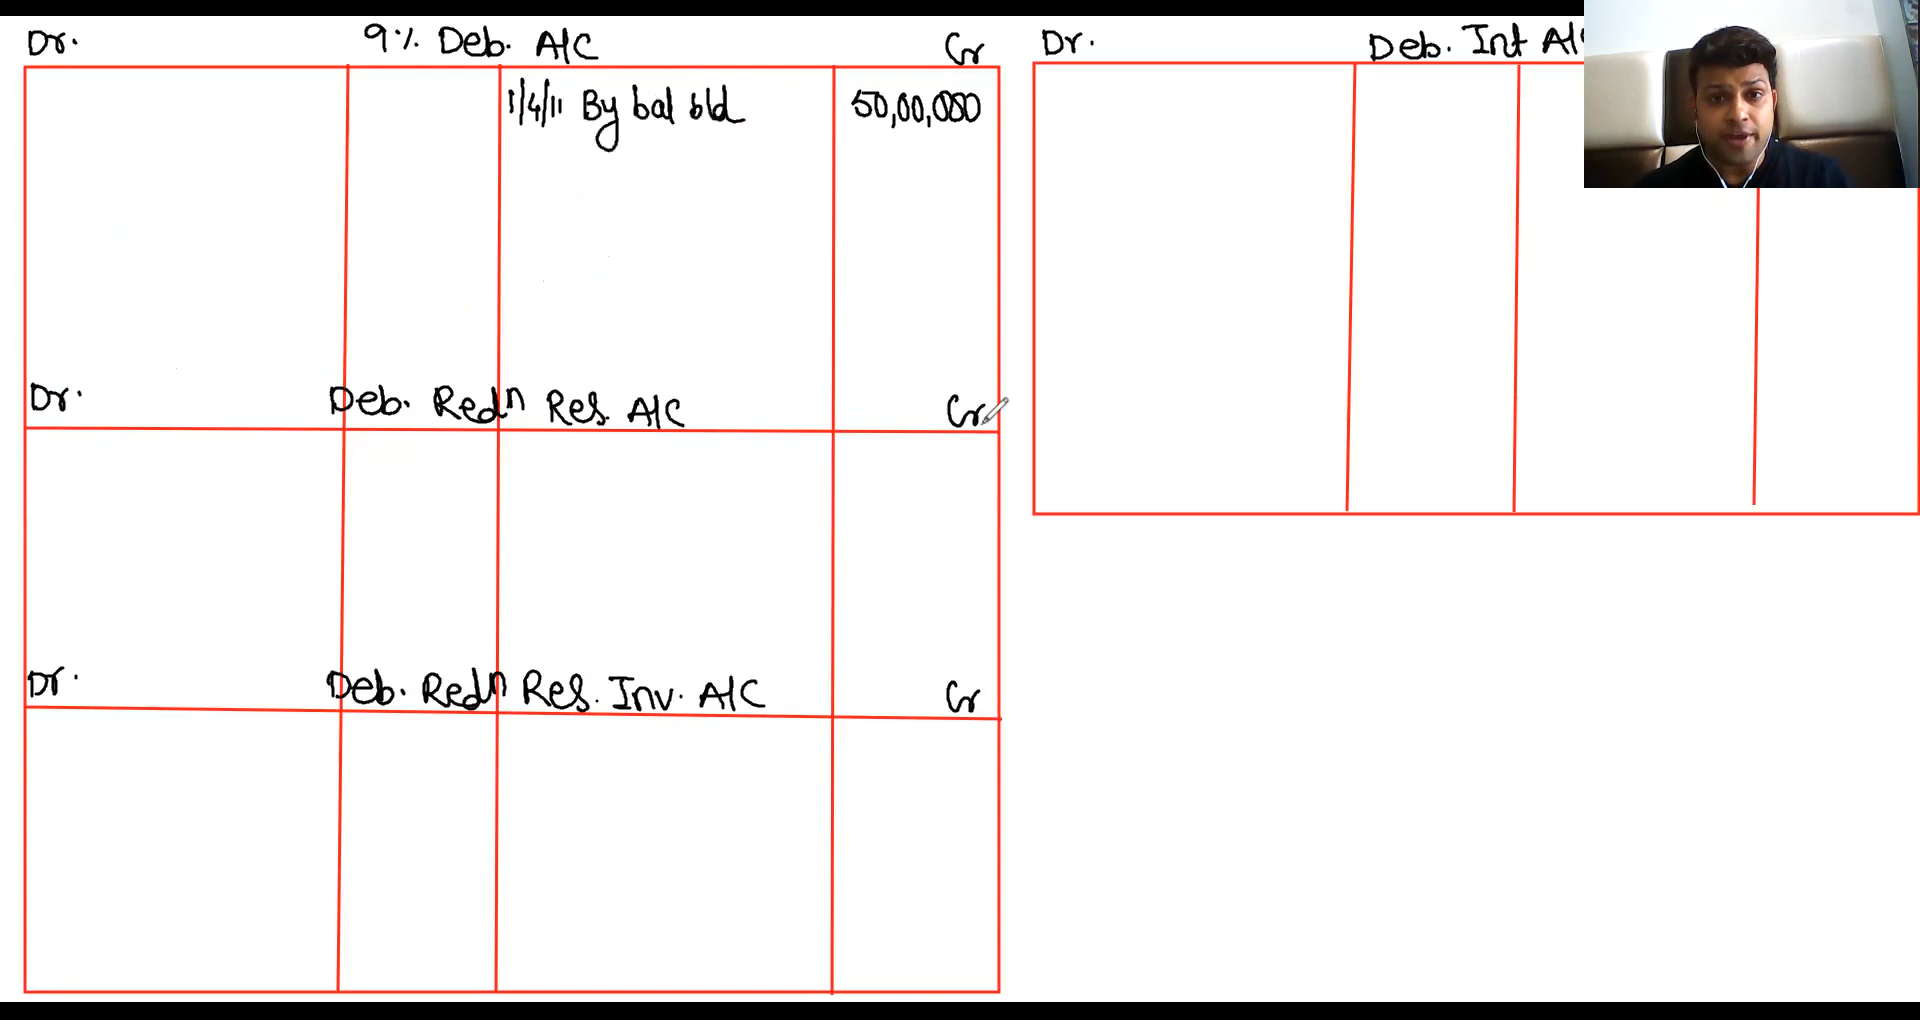 Dr. 9% Deb. A/C Cr
1/4/11 By bal b/d 50,00,000
Dr. Deb. Redn Res. A/C Cr
Dr. Deb. Redn Res. Inv. A/C Cr
Dr. Deb. Int A/C